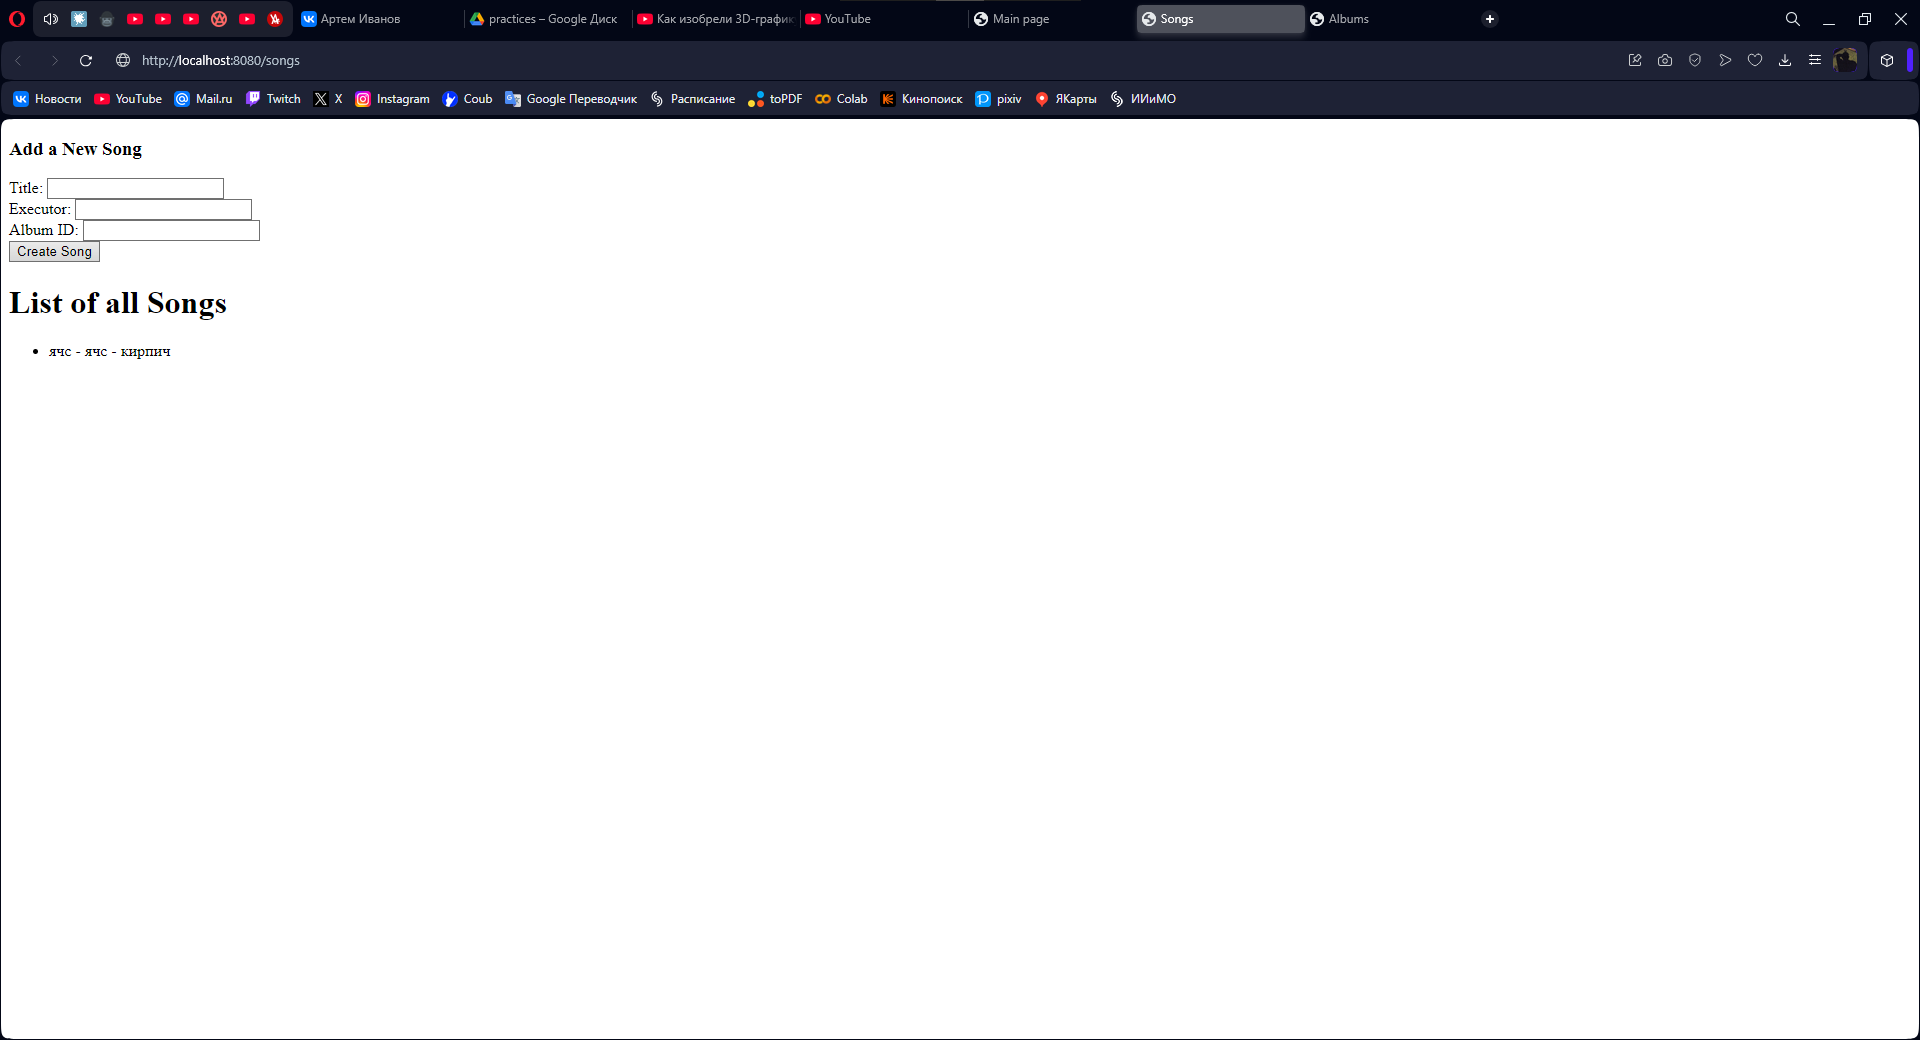 Артем Иванов
practices – Google Диск
Как изобрели 3D-график
YouTube
Main page
Songs
Albums
http://localhost:8080/songs
Новости YouTube Mail.ru Twitch X Instagram Coub Google Переводчик Расписание toPDF Colab Кинопоиск pixiv ЯКарты ИИиМО
Add a New Song
Title:
Executor:
Album ID:
Create Song
List of all Songs
• ячс - ячс - кирпич